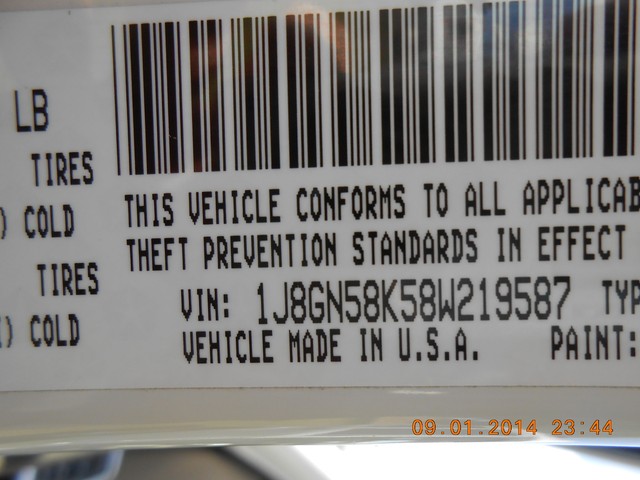 LB
TIRES
) COLD
TIRES
) COLD
THIS VEHICLE CONFORMS TO ALL APPLICAB
THEFT PREVENTION STANDARDS IN EFFECT
VIN: 1J8GN58K58W219587 TYP
VEHICLE MADE IN U.S.A. PAINT:
09.01.2014 23:44